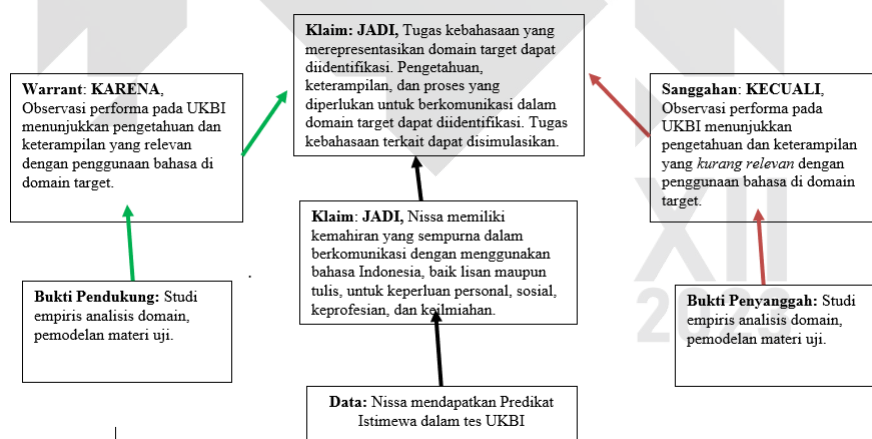 Klaim: JADI, Tugas kebahasaan yang
merepresentasikan domain target dapat
diidentifikasi. Pengetahuan,
keterampilan, dan proses yang
diperlukan untuk berkomunikasi dalam
domain target dapat diidentifikasi. Tugas
kebahasaan terkait dapat disimulasikan.
Warrant: KARENA,
Observasi performa pada UKBI
menunjukkan pengetahuan dan
keterampilan yang relevan
dengan penggunaan bahasa di
domain target.
Sanggahan: KECUALI,
Observasi performa pada
UKBI menunjukkan
pengetahuan dan keterampilan
yang kurang relevan dengan
penggunaan bahasa di domain
target.
Klaim: JADI, Nissa memiliki
kemahiran yang sempurna dalam
berkomunikasi dengan menggunakan
bahasa Indonesia, baik lisan maupun
tulis, untuk keperluan personal, sosial,
keprofesian, dan keilmiahan.
Bukti Pendukung: Studi
empiris analisis domain,
pemodelan materi uji.
Bukti Penyanggah: Studi
empiris analisis domain,
pemodelan materi uji.
Data: Nissa mendapatkan Predikat
Istimewa dalam tes UKBI
XII
2023